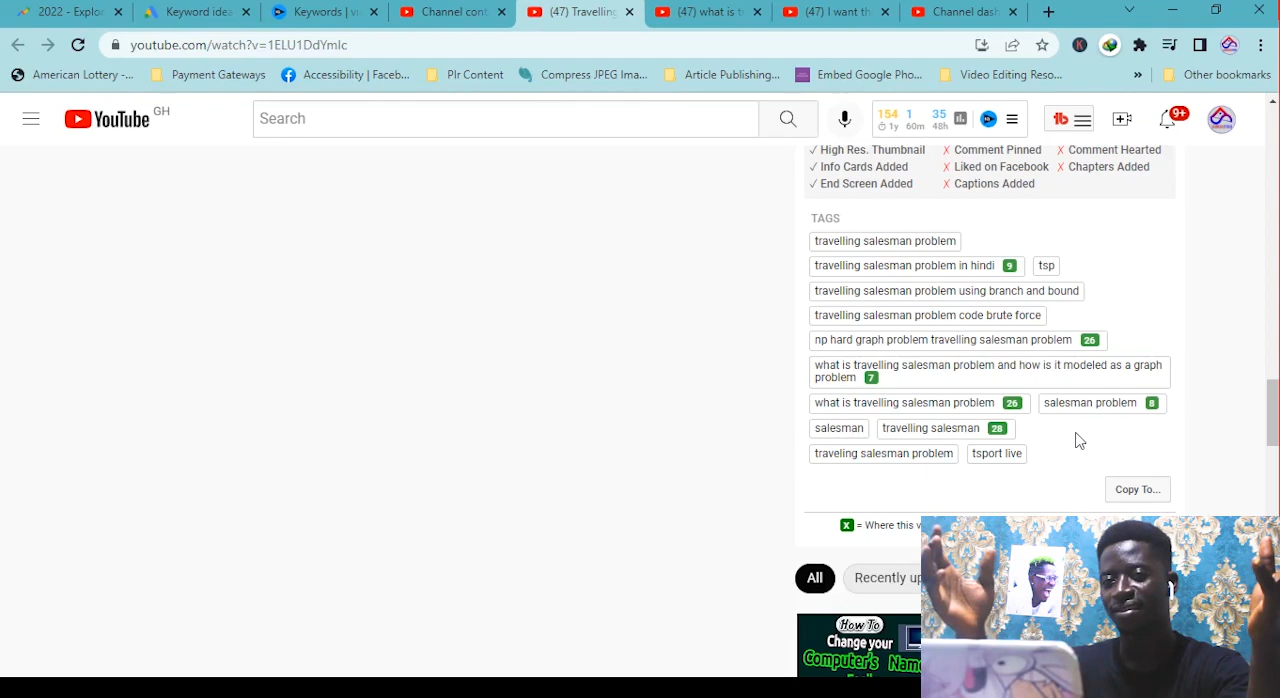 2022 - Explor
Keyword idea
Keywords | vi
Channel cont
(47) Travelling
(47) what is t
(47) I want th
Channel dash
youtube.com/watch?v=1ELU1DdYmIc
American Lottery -...
Payment Gateways
Accessibility | Faceb...
Plr Content
Compress JPEG Ima...
Article Publishing...
Embed Google Pho...
Video Editing Reso...
»
Other bookmarks
YouTube GH
Search
154 1 35
1y 60m 48h
9+
✓ High Res. Thumbnail ✗ Comment Pinned ✗ Comment Hearted
✓ Info Cards Added ✗ Liked on Facebook ✗ Chapters Added
✓ End Screen Added ✗ Captions Added
TAGS
travelling salesman problem
travelling salesman problem in hindi 9 tsp
travelling salesman problem using branch and bound
travelling salesman problem code brute force
np hard graph problem travelling salesman problem 26
what is travelling salesman problem and how is it modeled as a graph
problem 7
what is travelling salesman problem 26 salesman problem 8
salesman travelling salesman 28
traveling salesman problem tsport live
Copy To...
X = Where this v
All Recently up
How To
Change your
Computer's Name